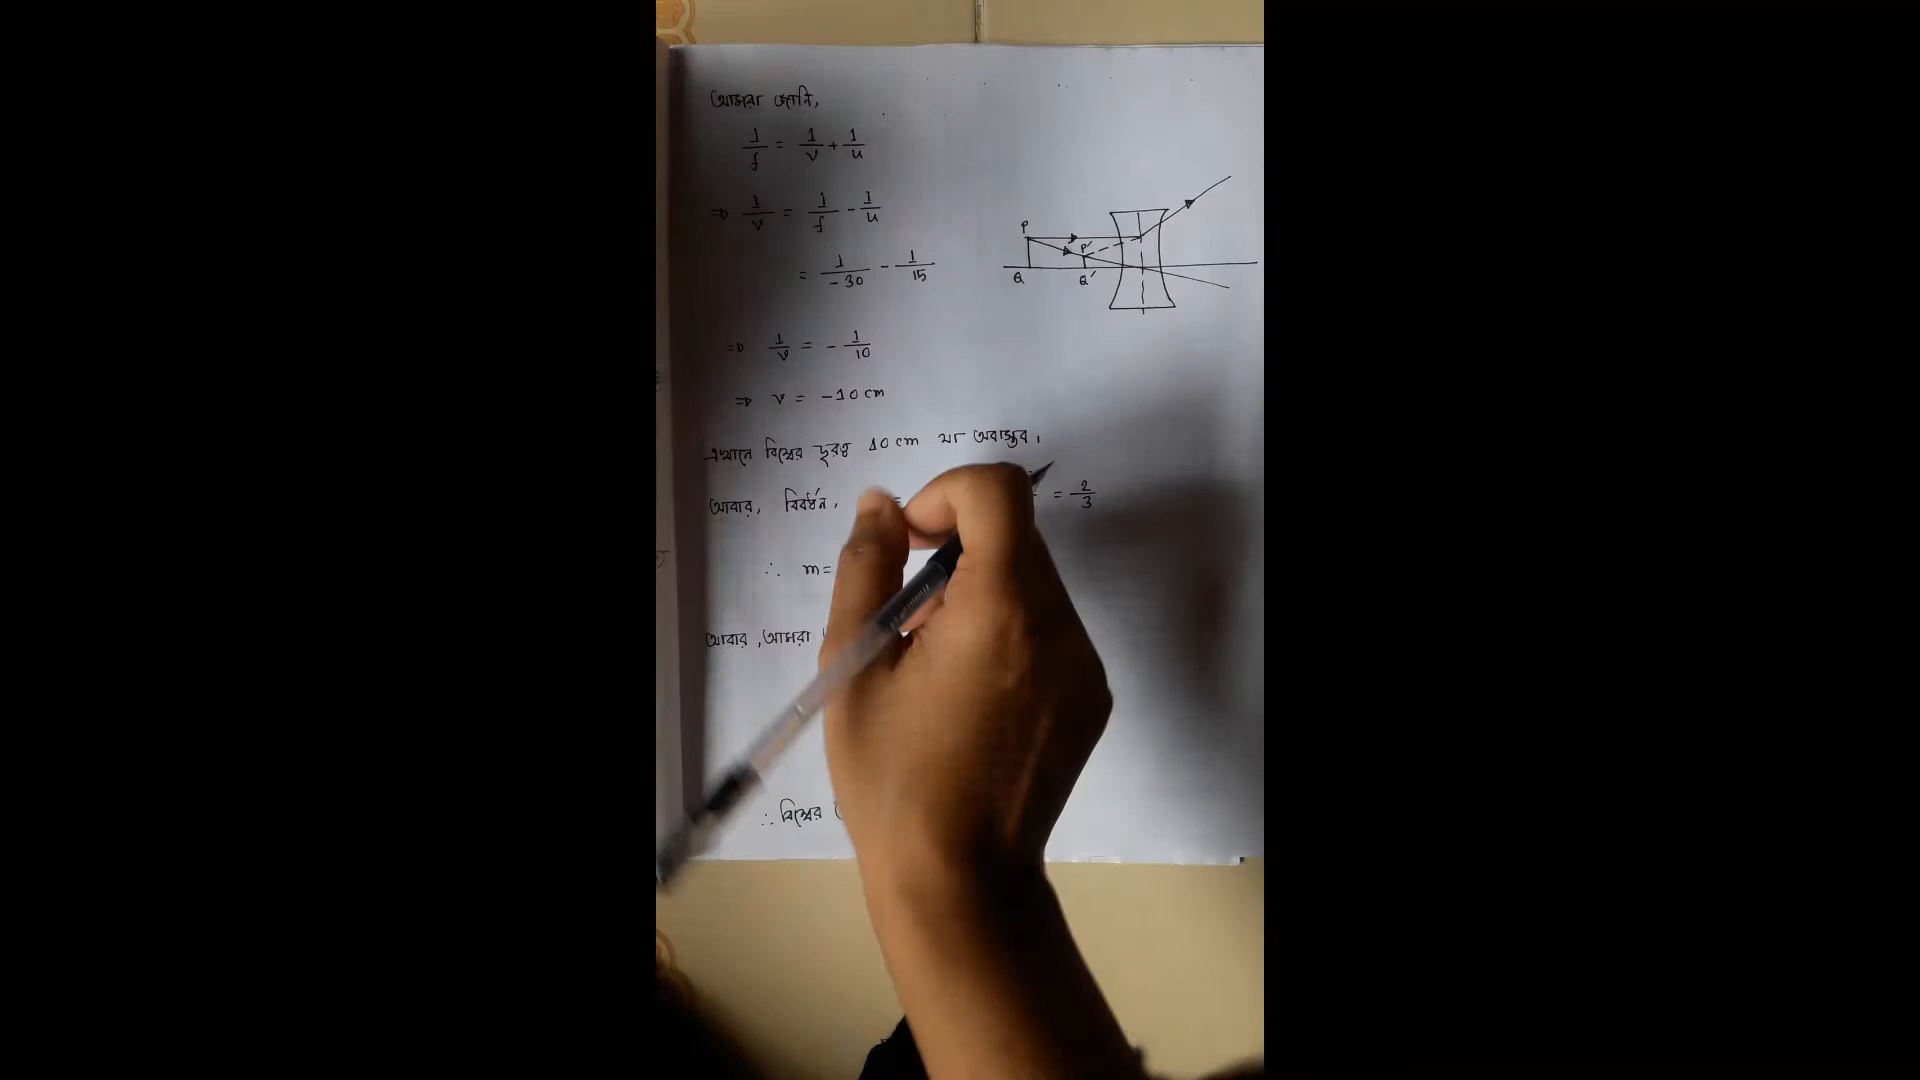 আমরা জানি,
1/f = 1/v + 1/u
⇒ 1/v = 1/f - 1/u
= 1/-30 - 1/15
P P' Q Q'
⇒ 1/v = - 1/10
⇒ v = -10 cm
এখানে বিম্বের দূরত্ব 10 cm যা অবাস্তব।
আবার, বিবর্ধন, = = 2/3
∴ m=
আবার, আমরা
∴ বিম্বের